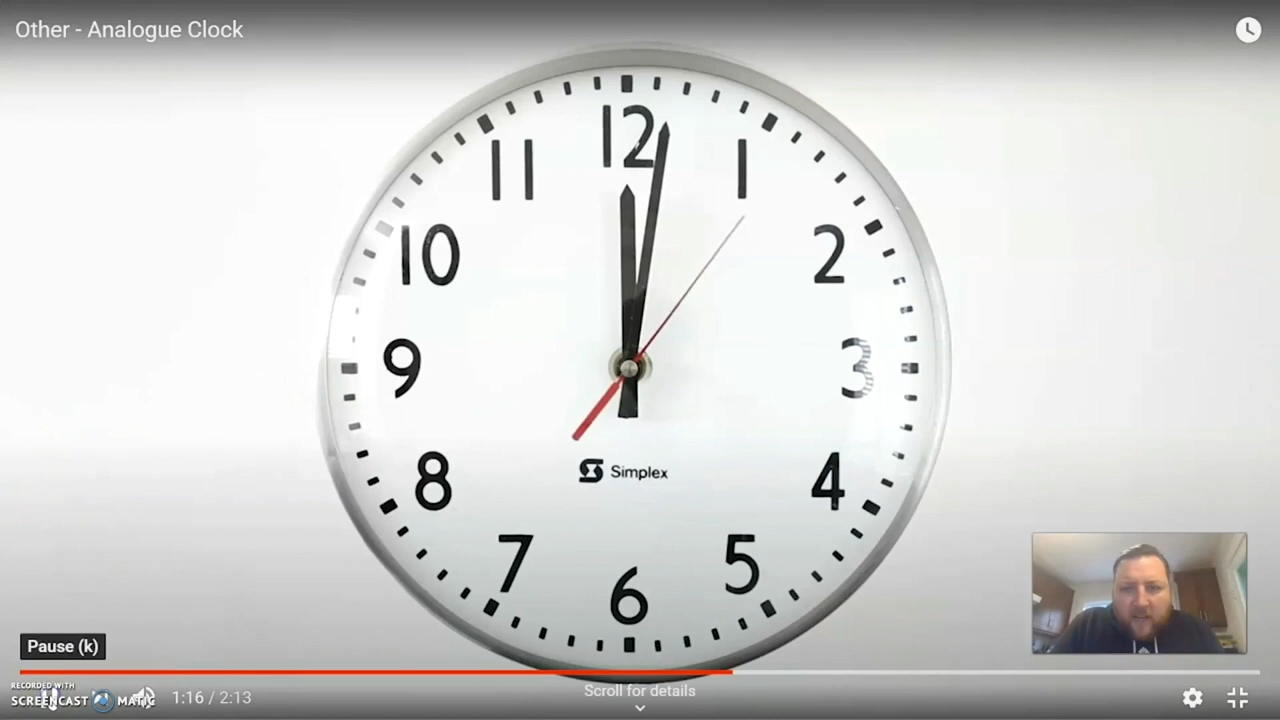 Other - Analogue Clock
12
11
1
10
2
9
3
8
4
Simplex
7
5
6
Pause (k)
Scroll for details
RECORDED WITH
SCREENCAST MATIC
1:16 / 2:13